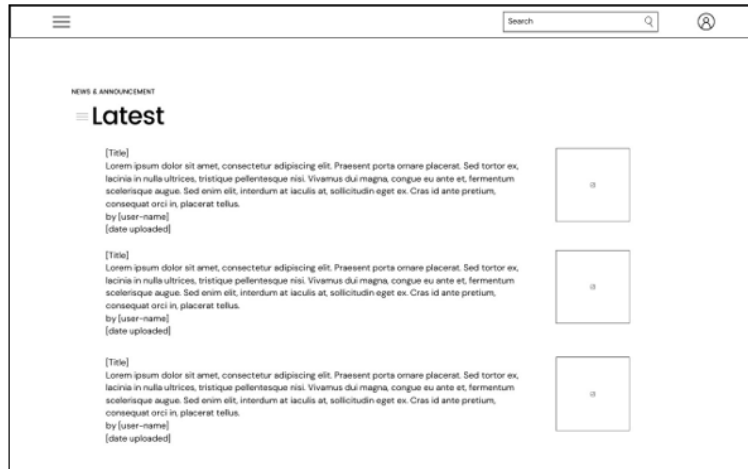 Search
NEWS & ANNOUNCEMENT
Latest
[Title]
Lorem ipsum dolor sit amet, consectetur adipiscing elit. Praesent porta ornare placerat. Sed tortor ex,
lacinia in nulla ultrices, tristique pellentesque nisi. Vivamus dui magna, congue eu ante et, fermentum
scelerisque augue. Sed enim elit, interdum at iaculis at, sollicitudin eget ex. Cras id ante pretium,
consequat orci in, placerat tellus.
by [user-name]
[date uploaded]
[Title]
Lorem ipsum dolor sit amet, consectetur adipiscing elit. Praesent porta ornare placerat. Sed tortor ex,
lacinia in nulla ultrices, tristique pellentesque nisi. Vivamus dui magna, congue eu ante et, fermentum
scelerisque augue. Sed enim elit, interdum at iaculis at, sollicitudin eget ex. Cras id ante pretium,
consequat orci in, placerat tellus.
by [user-name]
[date uploaded]
[Title]
Lorem ipsum dolor sit amet, consectetur adipiscing elit. Praesent porta ornare placerat. Sed tortor ex,
lacinia in nulla ultrices, tristique pellentesque nisi. Vivamus dui magna, congue eu ante et, fermentum
scelerisque augue. Sed enim elit, interdum at iaculis at, sollicitudin eget ex. Cras id ante pretium,
consequat orci in, placerat tellus.
by [user-name]
[date uploaded]